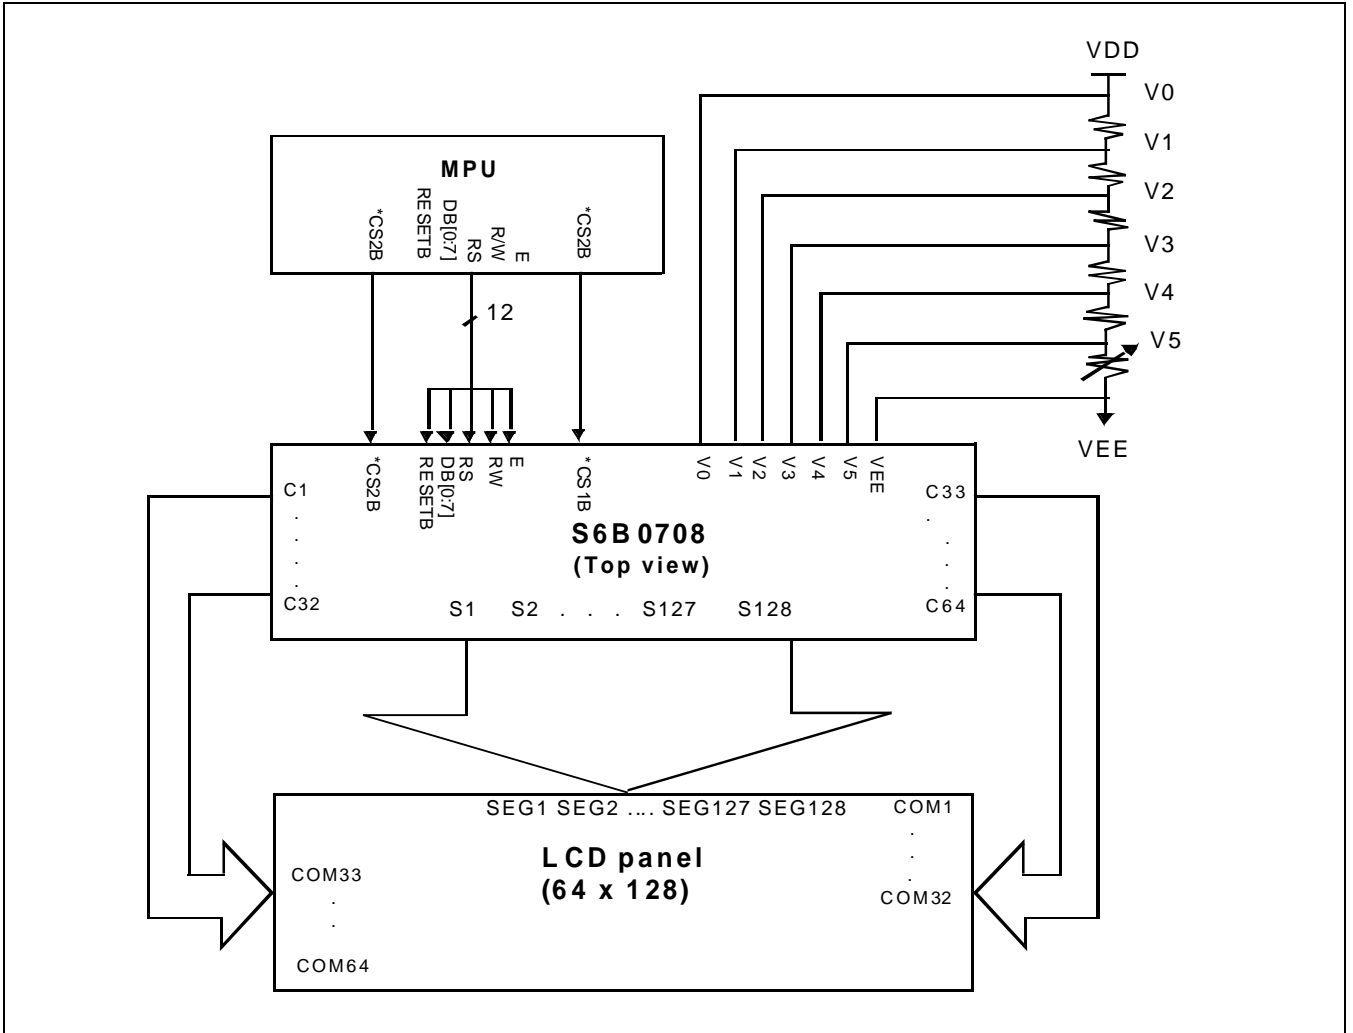 VDD
V0
V1
V2
V3
V4
V5
VEE
MPU
*CS2B
RESETB
DB[0:7]
RS
R/W
E
*CS2B
12
*CS2B
RESETB
DB[0:7]
RS
RW
E
*CS1B
V0
V1
V2
V3
V4
V5
VEE
C1
.
.
.
.
C32
S6B0708
(Top view)
C33
.
.
.
.
C64
S1 S2 . . . S127 S128
SEG1 SEG2 .... SEG127 SEG128
LCD panel
(64 x 128)
COM33
.
.
COM64
COM1
.
.
.
COM32